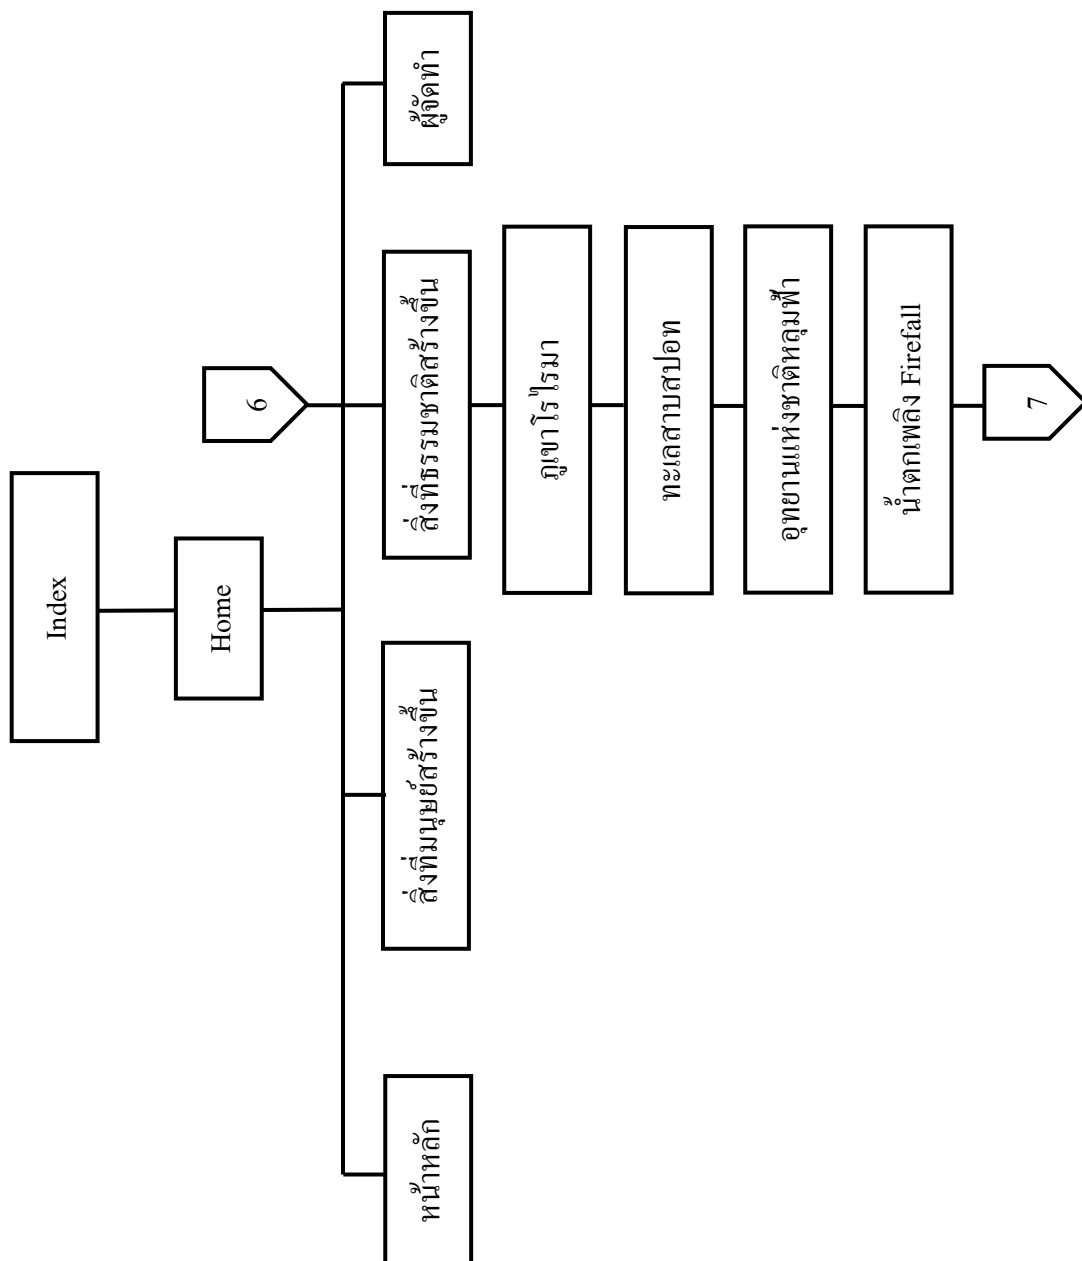 Index
Home
6
หน้าหลัก
สิ่งที่มนุษย์สร้างขึ้น
สิ่งที่ธรรมชาติสร้างขึ้น
ผู้จัดทำ
ภูเขาโรไรมา
ทะเลสาบสปอท
อุทยานแห่งชาติหลุมฟ้า
น้ำตกเพลิง Firefall
7